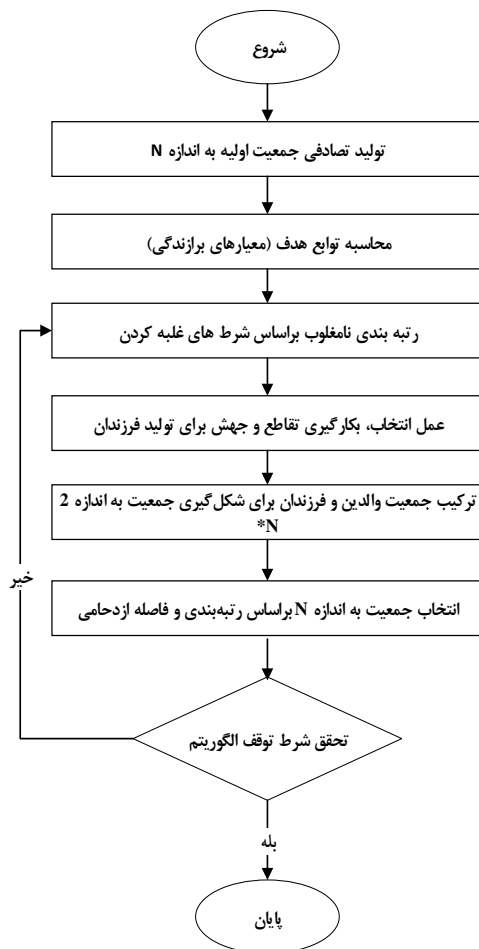 شروع
تولید تصادفی جمعیت اولیه به اندازه N
محاسبه توابع هدف (معیارهای برازندگی)
رتبه بندی نامغلوب براساس شرط های غلبه کردن
عمل انتخاب، بکارگیری تقاطع و جهش برای تولید فرزندان
ترکیب جمعیت والدین و فرزندان برای شکل‌گیری جمعیت به اندازه 2
*N
خیر
انتخاب جمعیت به اندازه N براساس رتبه‌بندی و فاصله ازدحامی
تحقق شرط توقف الگوریتم
بله
پایان